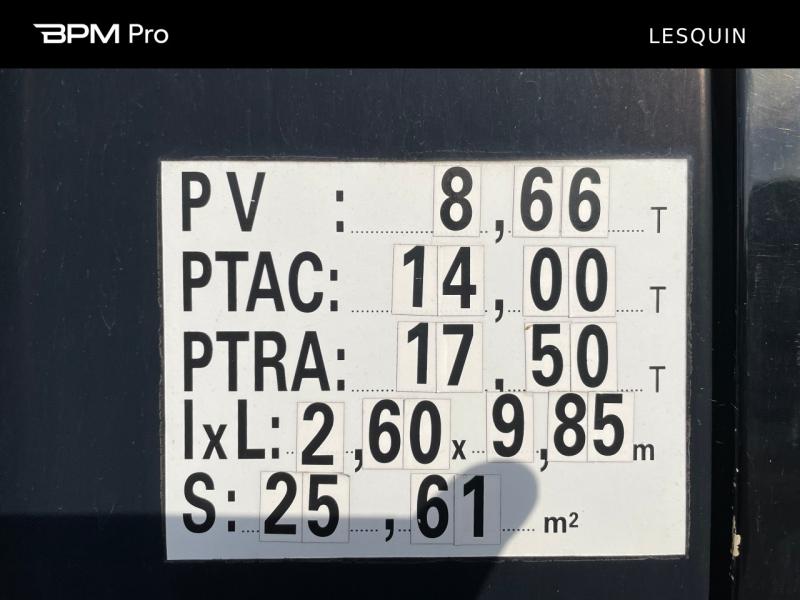 BPM Pro
LESQUIN
PV : 8,66 T
PTAC: 14,00 T
PTRA: 17,50 T
lxL: 2,60 x 9,85 m
S: 25,61 m²